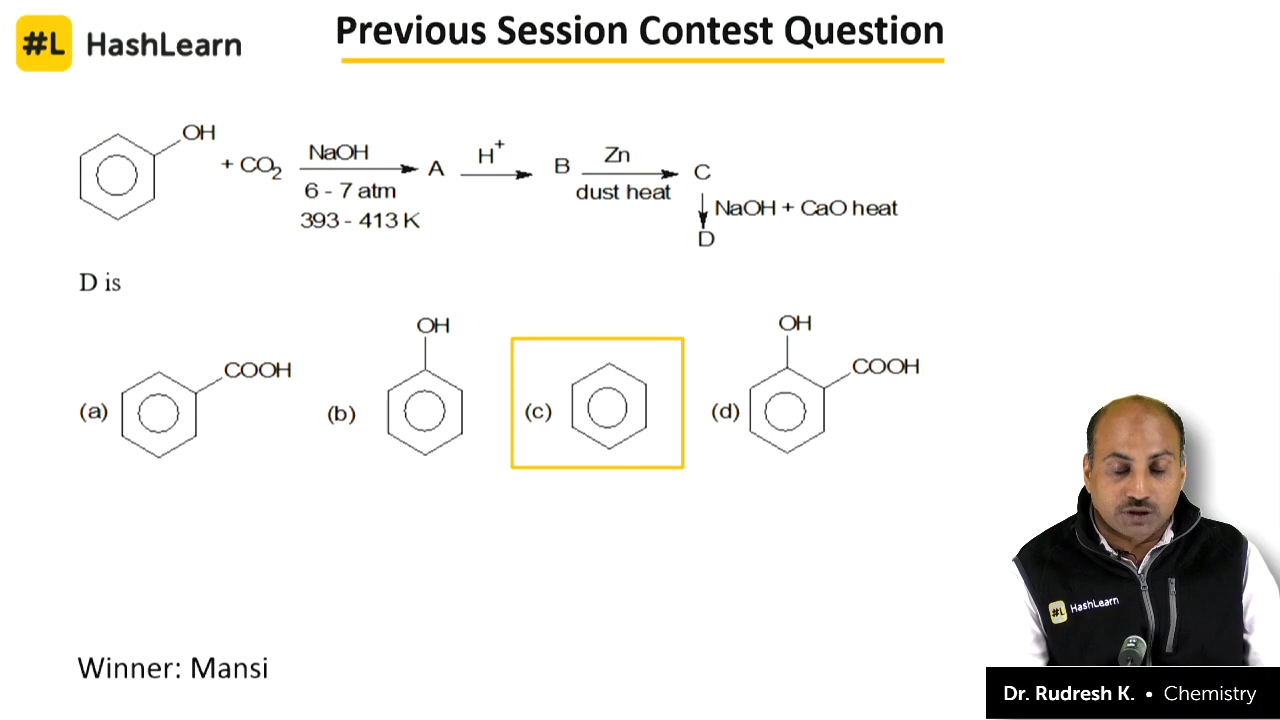 #L HashLearn
Previous Session Contest Question
OH
+ CO₂
NaOH
6 - 7 atm
393 - 413 K
A
H⁺
B
Zn
dust heat
C
NaOH + CaO heat
D
D is
(a)
COOH
(b)
OH
(c)
(d)
OH
COOH
#L HashLearn
Winner: Mansi
Dr. Rudresh K. • Chemistry